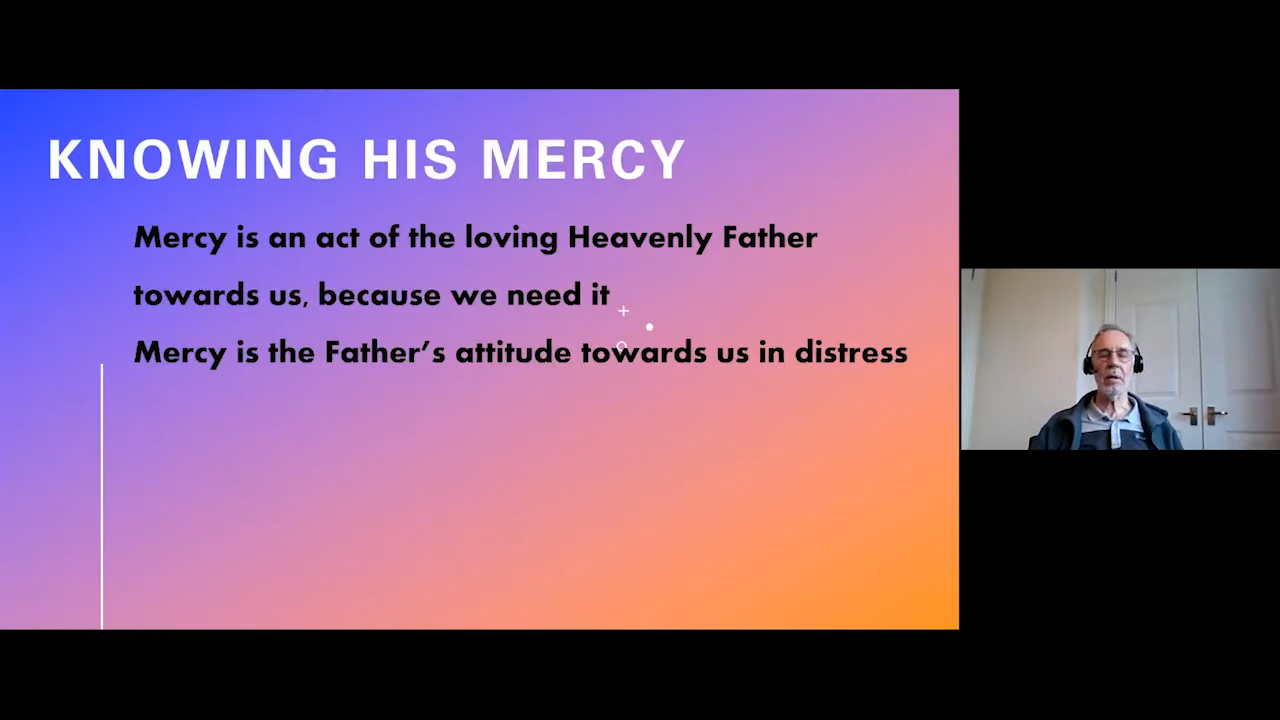 KNOWING HIS MERCY
Mercy is an act of the loving Heavenly Father
towards us, because we need it
Mercy is the Father’s attitude towards us in distress